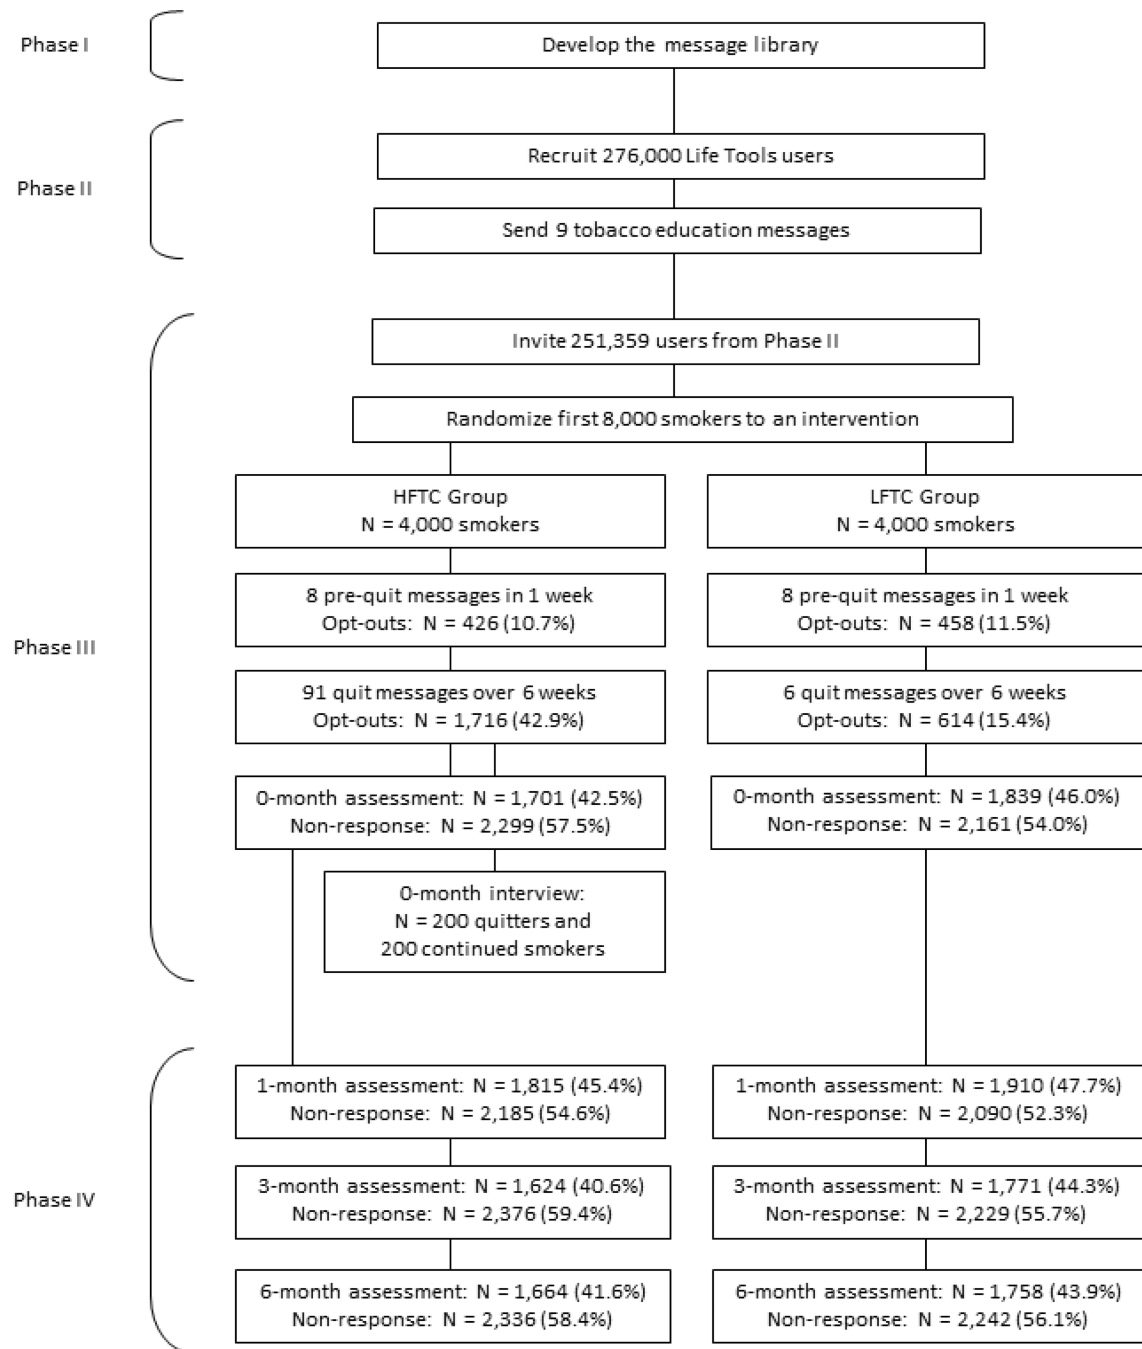 Phase I
Develop the message library
Phase II
Recruit 276,000 Life Tools users
Send 9 tobacco education messages
Phase III
Invite 251,359 users from Phase II
Randomize first 8,000 smokers to an intervention
HFTC Group
N = 4,000 smokers
LFTC Group
N = 4,000 smokers
8 pre-quit messages in 1 week
Opt-outs: N = 426 (10.7%)
8 pre-quit messages in 1 week
Opt-outs: N = 458 (11.5%)
91 quit messages over 6 weeks
Opt-outs: N = 1,716 (42.9%)
6 quit messages over 6 weeks
Opt-outs: N = 614 (15.4%)
0-month assessment: N = 1,701 (42.5%)
Non-response: N = 2,299 (57.5%)
0-month assessment: N = 1,839 (46.0%)
Non-response: N = 2,161 (54.0%)
0-month interview:
N = 200 quitters and
200 continued smokers
Phase IV
1-month assessment: N = 1,815 (45.4%)
Non-response: N = 2,185 (54.6%)
1-month assessment: N = 1,910 (47.7%)
Non-response: N = 2,090 (52.3%)
3-month assessment: N = 1,624 (40.6%)
Non-response: N = 2,376 (59.4%)
3-month assessment: N = 1,771 (44.3%)
Non-response: N = 2,229 (55.7%)
6-month assessment: N = 1,664 (41.6%)
Non-response: N = 2,336 (58.4%)
6-month assessment: N = 1,758 (43.9%)
Non-response: N = 2,242 (56.1%)